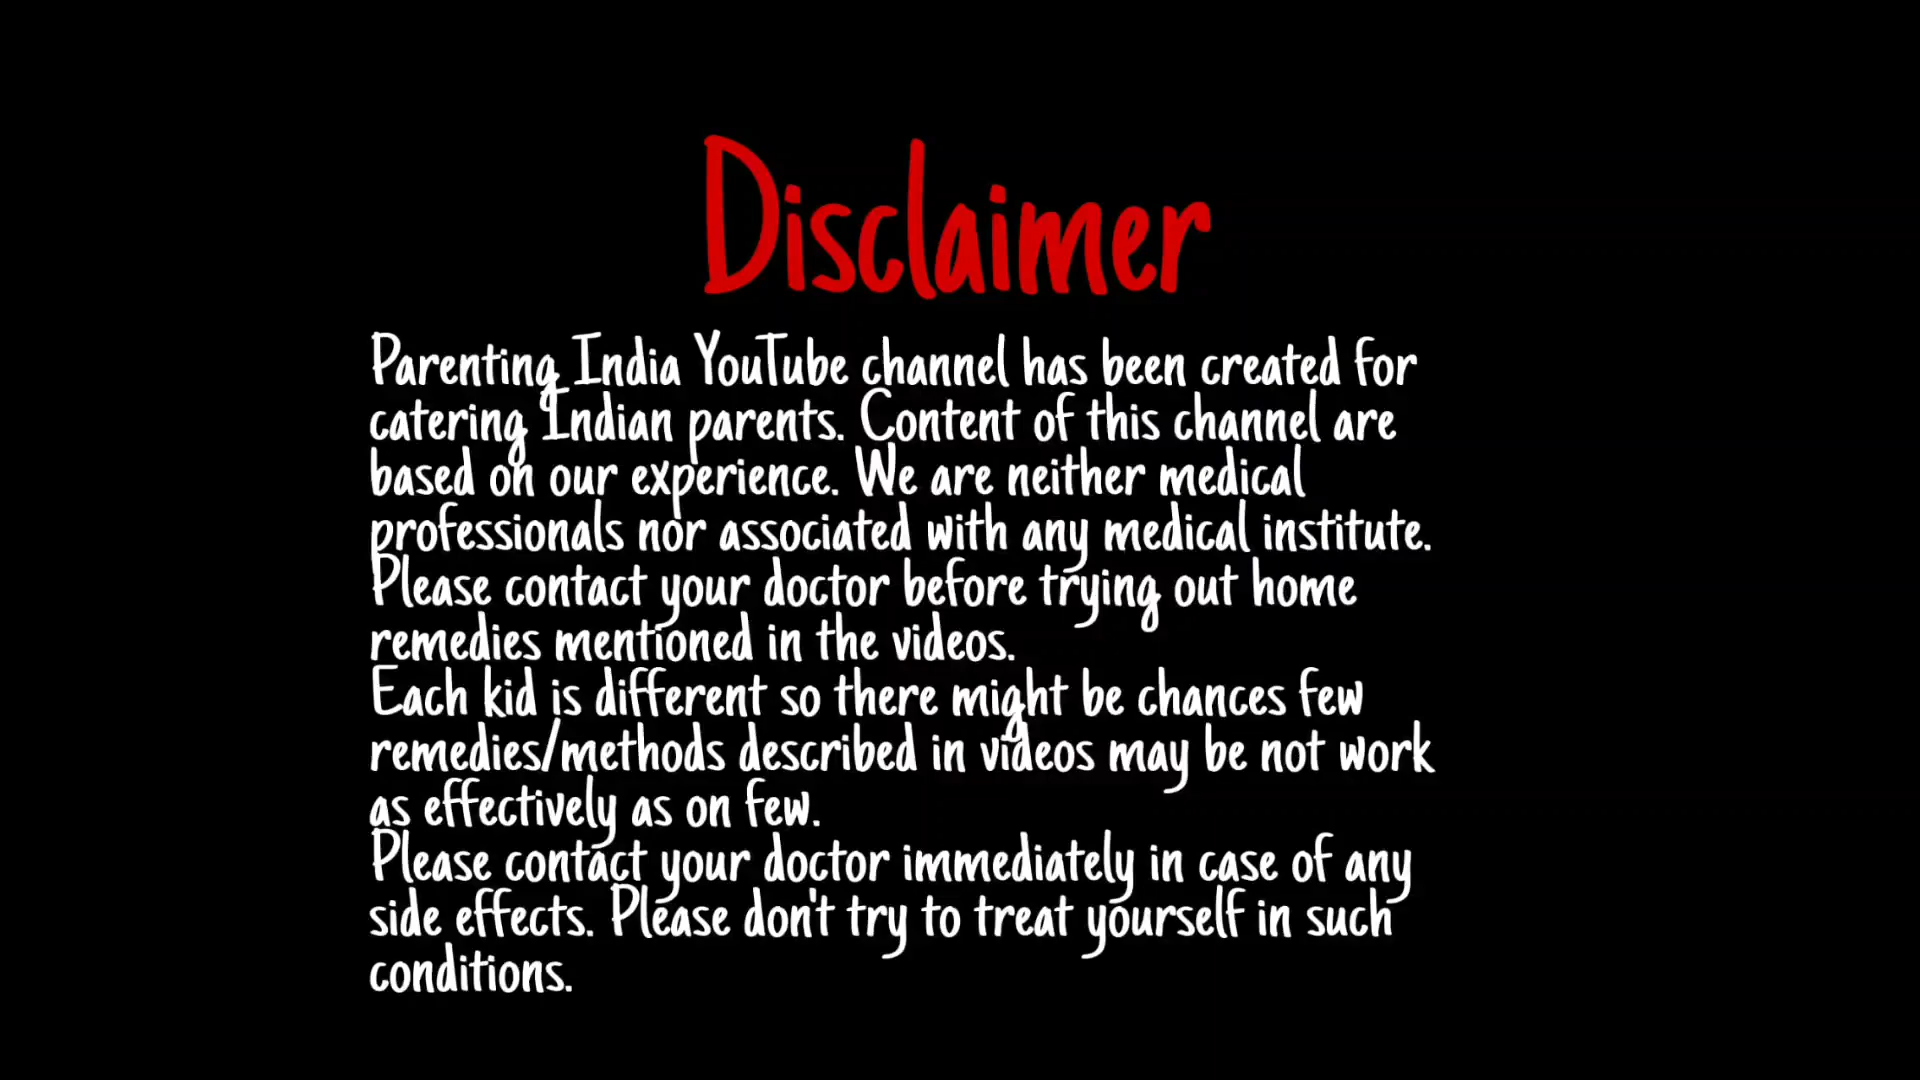 Disclaimer
Parenting India YouTube channel has been created for
catering Indian parents. Content of this channel are
based on our experience. We are neither medical
professionals nor associated with any medical institute.
Please contact your doctor before trying out home
remedies mentioned in the videos.
Each kid is different so there might be chances few
remedies/methods described in videos may be not work
as effectively as on few.
Please contact your doctor immediately in case of any
side effects. Please don't try to treat yourself in such
conditions.